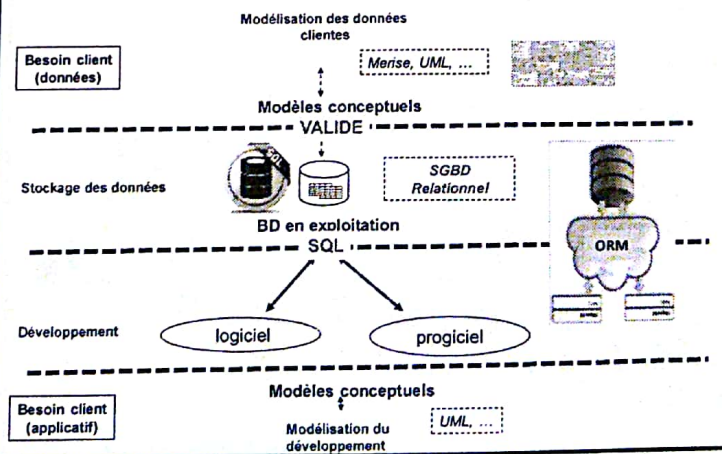 Modélisation des données
clientes
Besoin client
(données)
Merise, UML, ...
Modèles conceptuels
VALIDE
Stockage des données
SQL
SGBD
Relationnel
BD en exploitation
SQL
ORM
Développement
logiciel
progiciel
Modèles conceptuels
Besoin client
(applicatif)
UML, ...
Modélisation du
développement